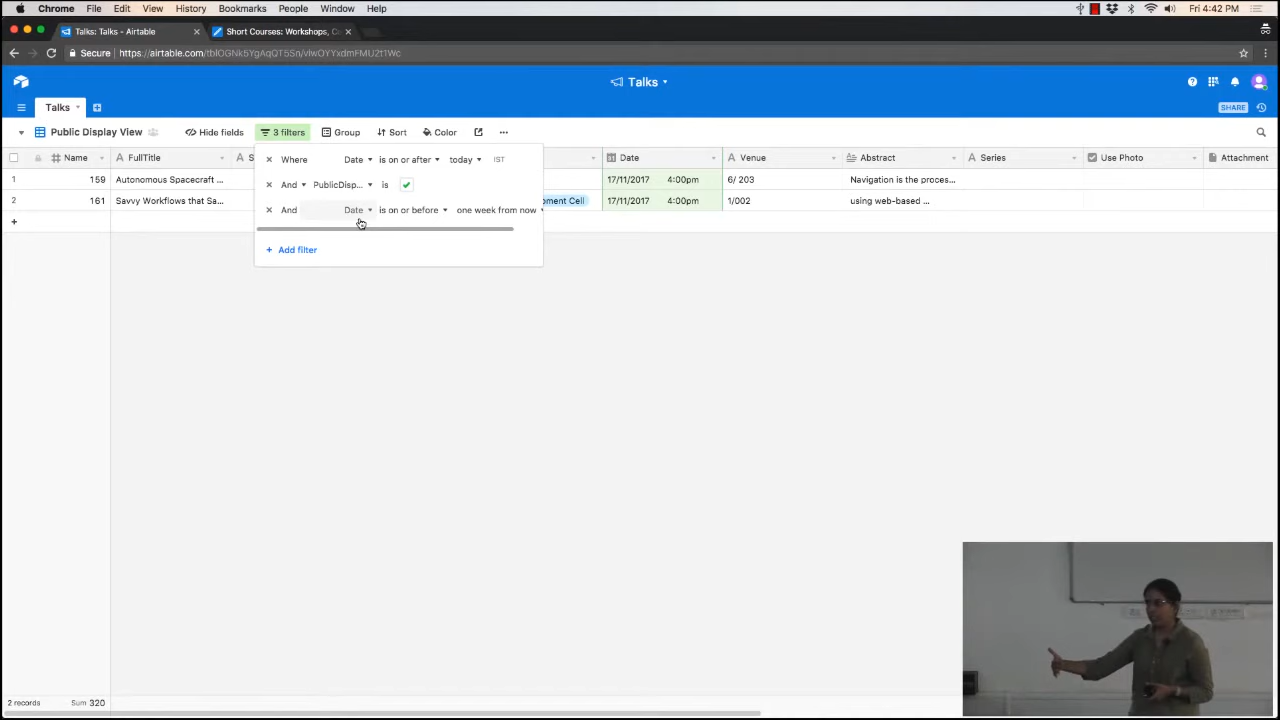 Chrome File Edit View History Bookmarks People Window Help Fri 4:42 PM
Talks: Talks - Airtable Short Courses: Workshops, C
Secure https://airtable.com/
Talks
Talks SHARE
Public Display View Hide fields 3 filters Group Sort Color
Name FullTitle S Date Venue Abstract Series Use Photo Attachment
Where Date is on or after today IST
1 159 Autonomous Spacecraft ... 17/11/2017 4:00pm 6/ 203 Navigation is the proces...
And PublicDisp... is
2 161 Savvy Workflows that Sa... oment Cell 17/11/2017 4:00pm 1/002 using web-based ...
And Date is on or before one week from now
+ Add filter
2 records Sum 320